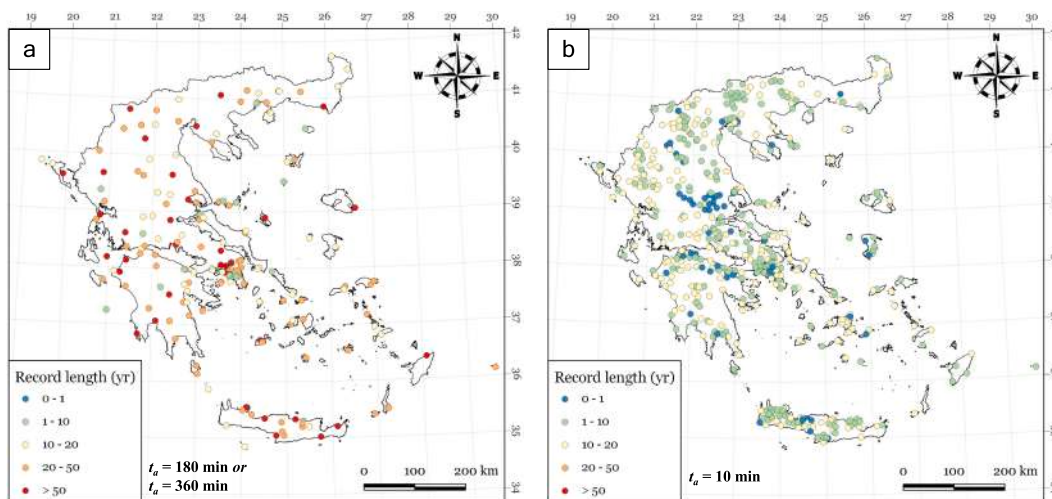 19 20 21 22 23 24 25 26 27 28 29 30
a
N
W E
S
42
41
40
39
38
37
36
35
34
Record length (yr)
0 - 1
1 - 10
10 - 20
20 - 50
> 50
t_a = 180 min or
t_a = 360 min
0 100 200 km
19 20 21 22 23 24 25 26 27 28 29 30
b
N
W E
S
Record length (yr)
0 - 1
1 - 10
10 - 20
20 - 50
> 50
t_a = 10 min
0 100 200 km